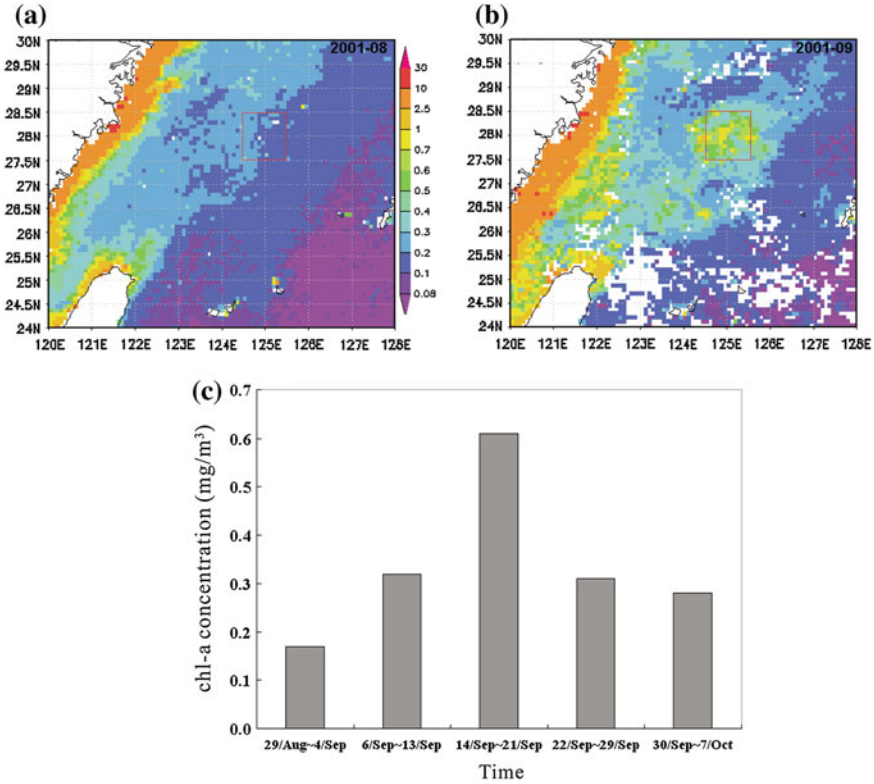 (a)
2001-08
30N
29.5N
29N
28.5N
28N
27.5N
27N
26.5N
26N
25.5N
25N
24.5N
24N
120E 121E 122E 123E 124E 125E 126E 127E 128E
30
10
2.5
1
0.7
0.6
0.5
0.4
0.3
0.2
0.1
0.08
(b)
2001-09
30N
29.5N
29N
28.5N
28N
27.5N
27N
26.5N
26N
25.5N
25N
24.5N
24N
120E 121E 122E 123E 124E 125E 126E 127E 128E
(c)
chl-a concentration (mg/m³)
0.7
0.6
0.5
0.4
0.3
0.2
0.1
0.0
29/Aug~4/Sep 6/Sep~13/Sep 14/Sep~21/Sep 22/Sep~29/Sep 30/Sep~7/Oct
Time